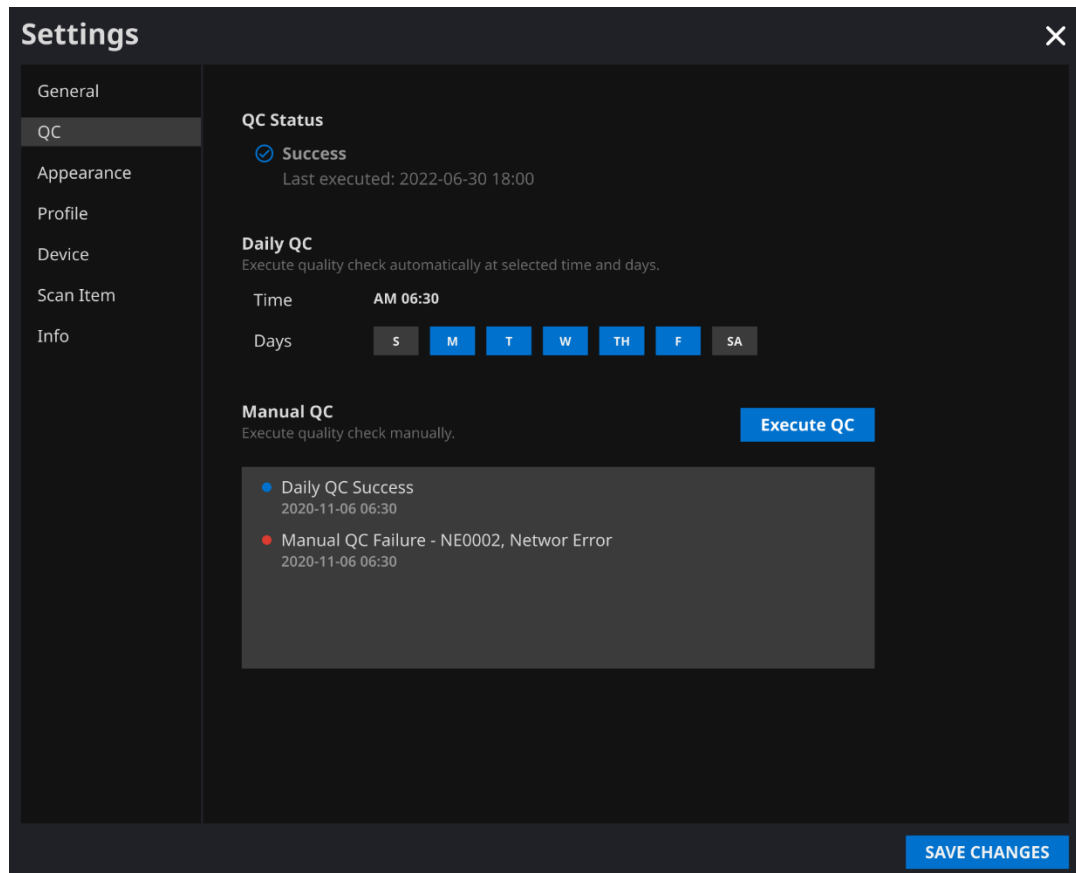 Settings
General
QC
Appearance
Profile
Device
Scan Item
Info
QC Status
Success
Last executed: 2022-06-30 18:00
Daily QC
Execute quality check automatically at selected time and days.
Time AM 06:30
Days S M T W TH F SA
Manual QC
Execute quality check manually.
Execute QC
Daily QC Success
2020-11-06 06:30
Manual QC Failure - NE0002, Networ Error
2020-11-06 06:30
SAVE CHANGES